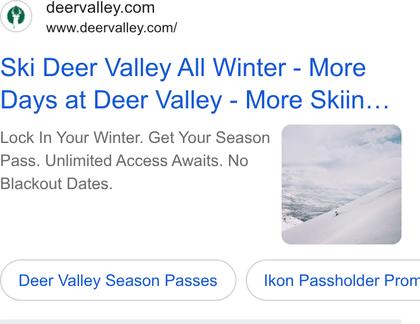 deervalley.com
www.deervalley.com/
Ski Deer Valley All Winter - More
Days at Deer Valley - More Skiin…
Lock In Your Winter. Get Your Season
Pass. Unlimited Access Awaits. No
Blackout Dates.
Deer Valley Season Passes
Ikon Passholder Prom